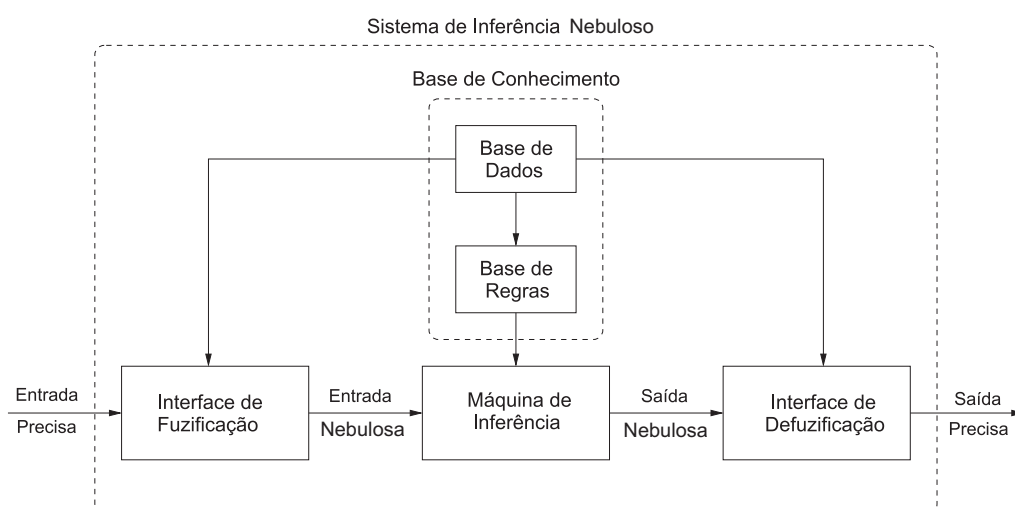 Sistema de Inferência Nebuloso
Base de Conhecimento
Base de
Dados
Base de
Regras
Entrada
Precisa
Interface de
Fuzificação
Entrada
Nebulosa
Máquina de
Inferência
Saída
Nebulosa
Interface de
Defuzificação
Saída
Precisa